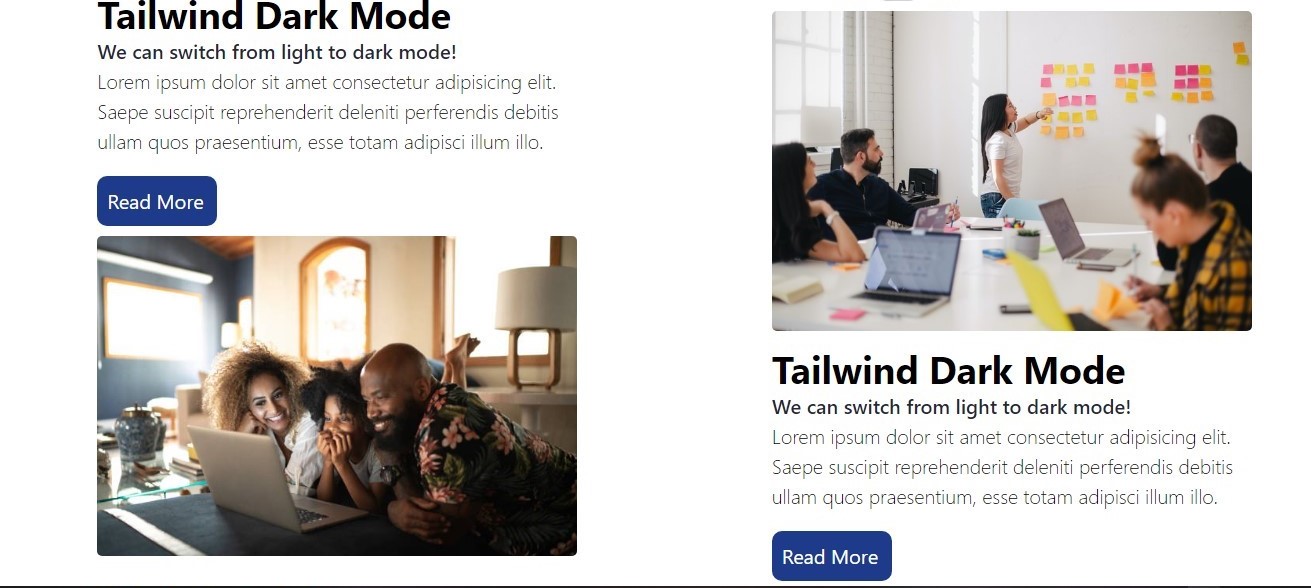 Tailwind Dark Mode
We can switch from light to dark mode!
Lorem ipsum dolor sit amet consectetur adipisicing elit.
Saepe suscipit reprehenderit deleniti perferendis debitis
ullam quos praesentium, esse totam adipisci illum illo.
Read More
Tailwind Dark Mode
We can switch from light to dark mode!
Lorem ipsum dolor sit amet consectetur adipisicing elit.
Saepe suscipit reprehenderit deleniti perferendis debitis
ullam quos praesentium, esse totam adipisci illum illo.
Read More